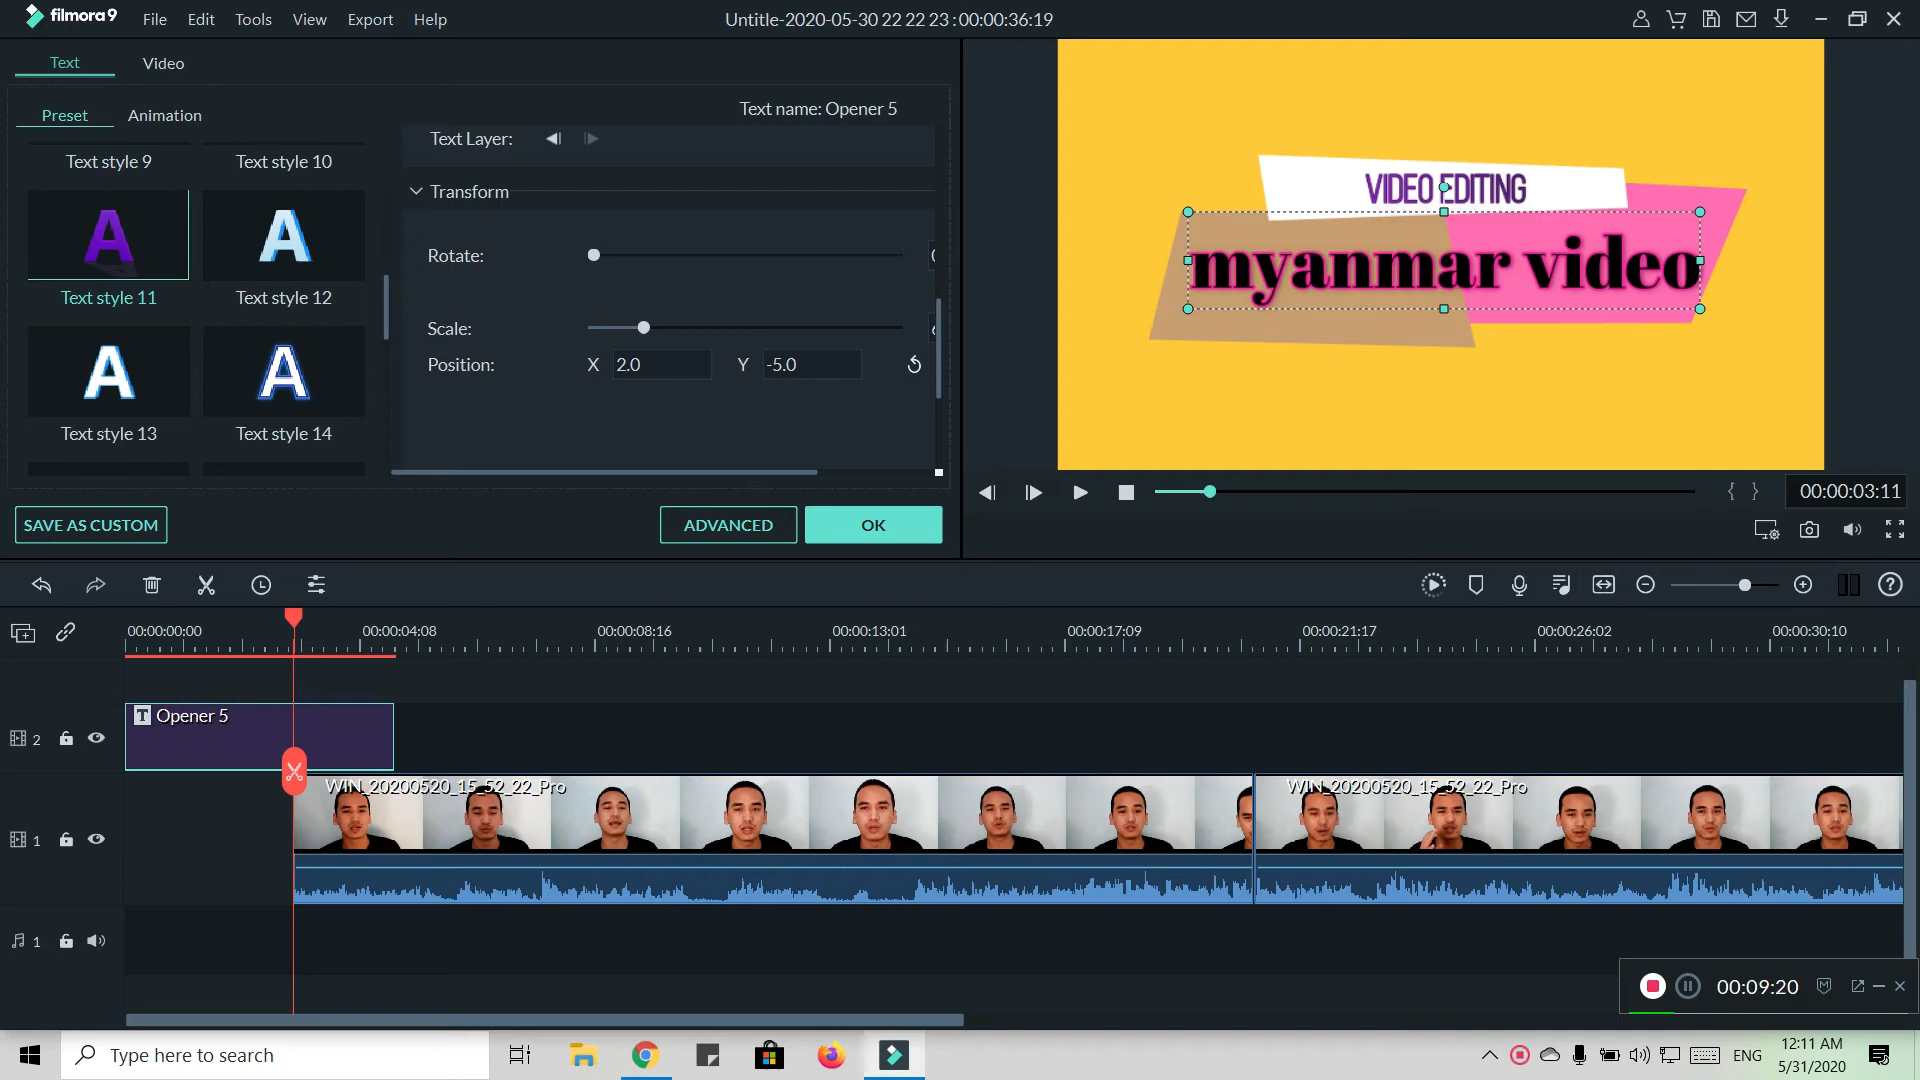 filmora9 File Edit Tools View Export Help Untitle-2020-05-30 22 22 23 : 00:00:36:19
Text Video
Preset Animation Text name: Opener 5
Text Layer:
Text style 9 Text style 10
Transform
A A
Text style 11 Text style 12
Rotate:
Scale:
Position: X 2.0 Y -5.0
A A
Text style 13 Text style 14
SAVE AS CUSTOM ADVANCED OK
VIDEO EDITING
myanmar video
{ } 00:00:03:11
00:00:00:00 00:00:04:08 00:00:08:16 00:00:13:01 00:00:17:09 00:00:21:17 00:00:26:02 00:00:30:10
T Opener 5
2
WIN_20200520_15_52_22_Pro WIN_20200520_15_52_22_Pro
1
1
00:09:20
Type here to search ENG 12:11 AM
5/31/2020